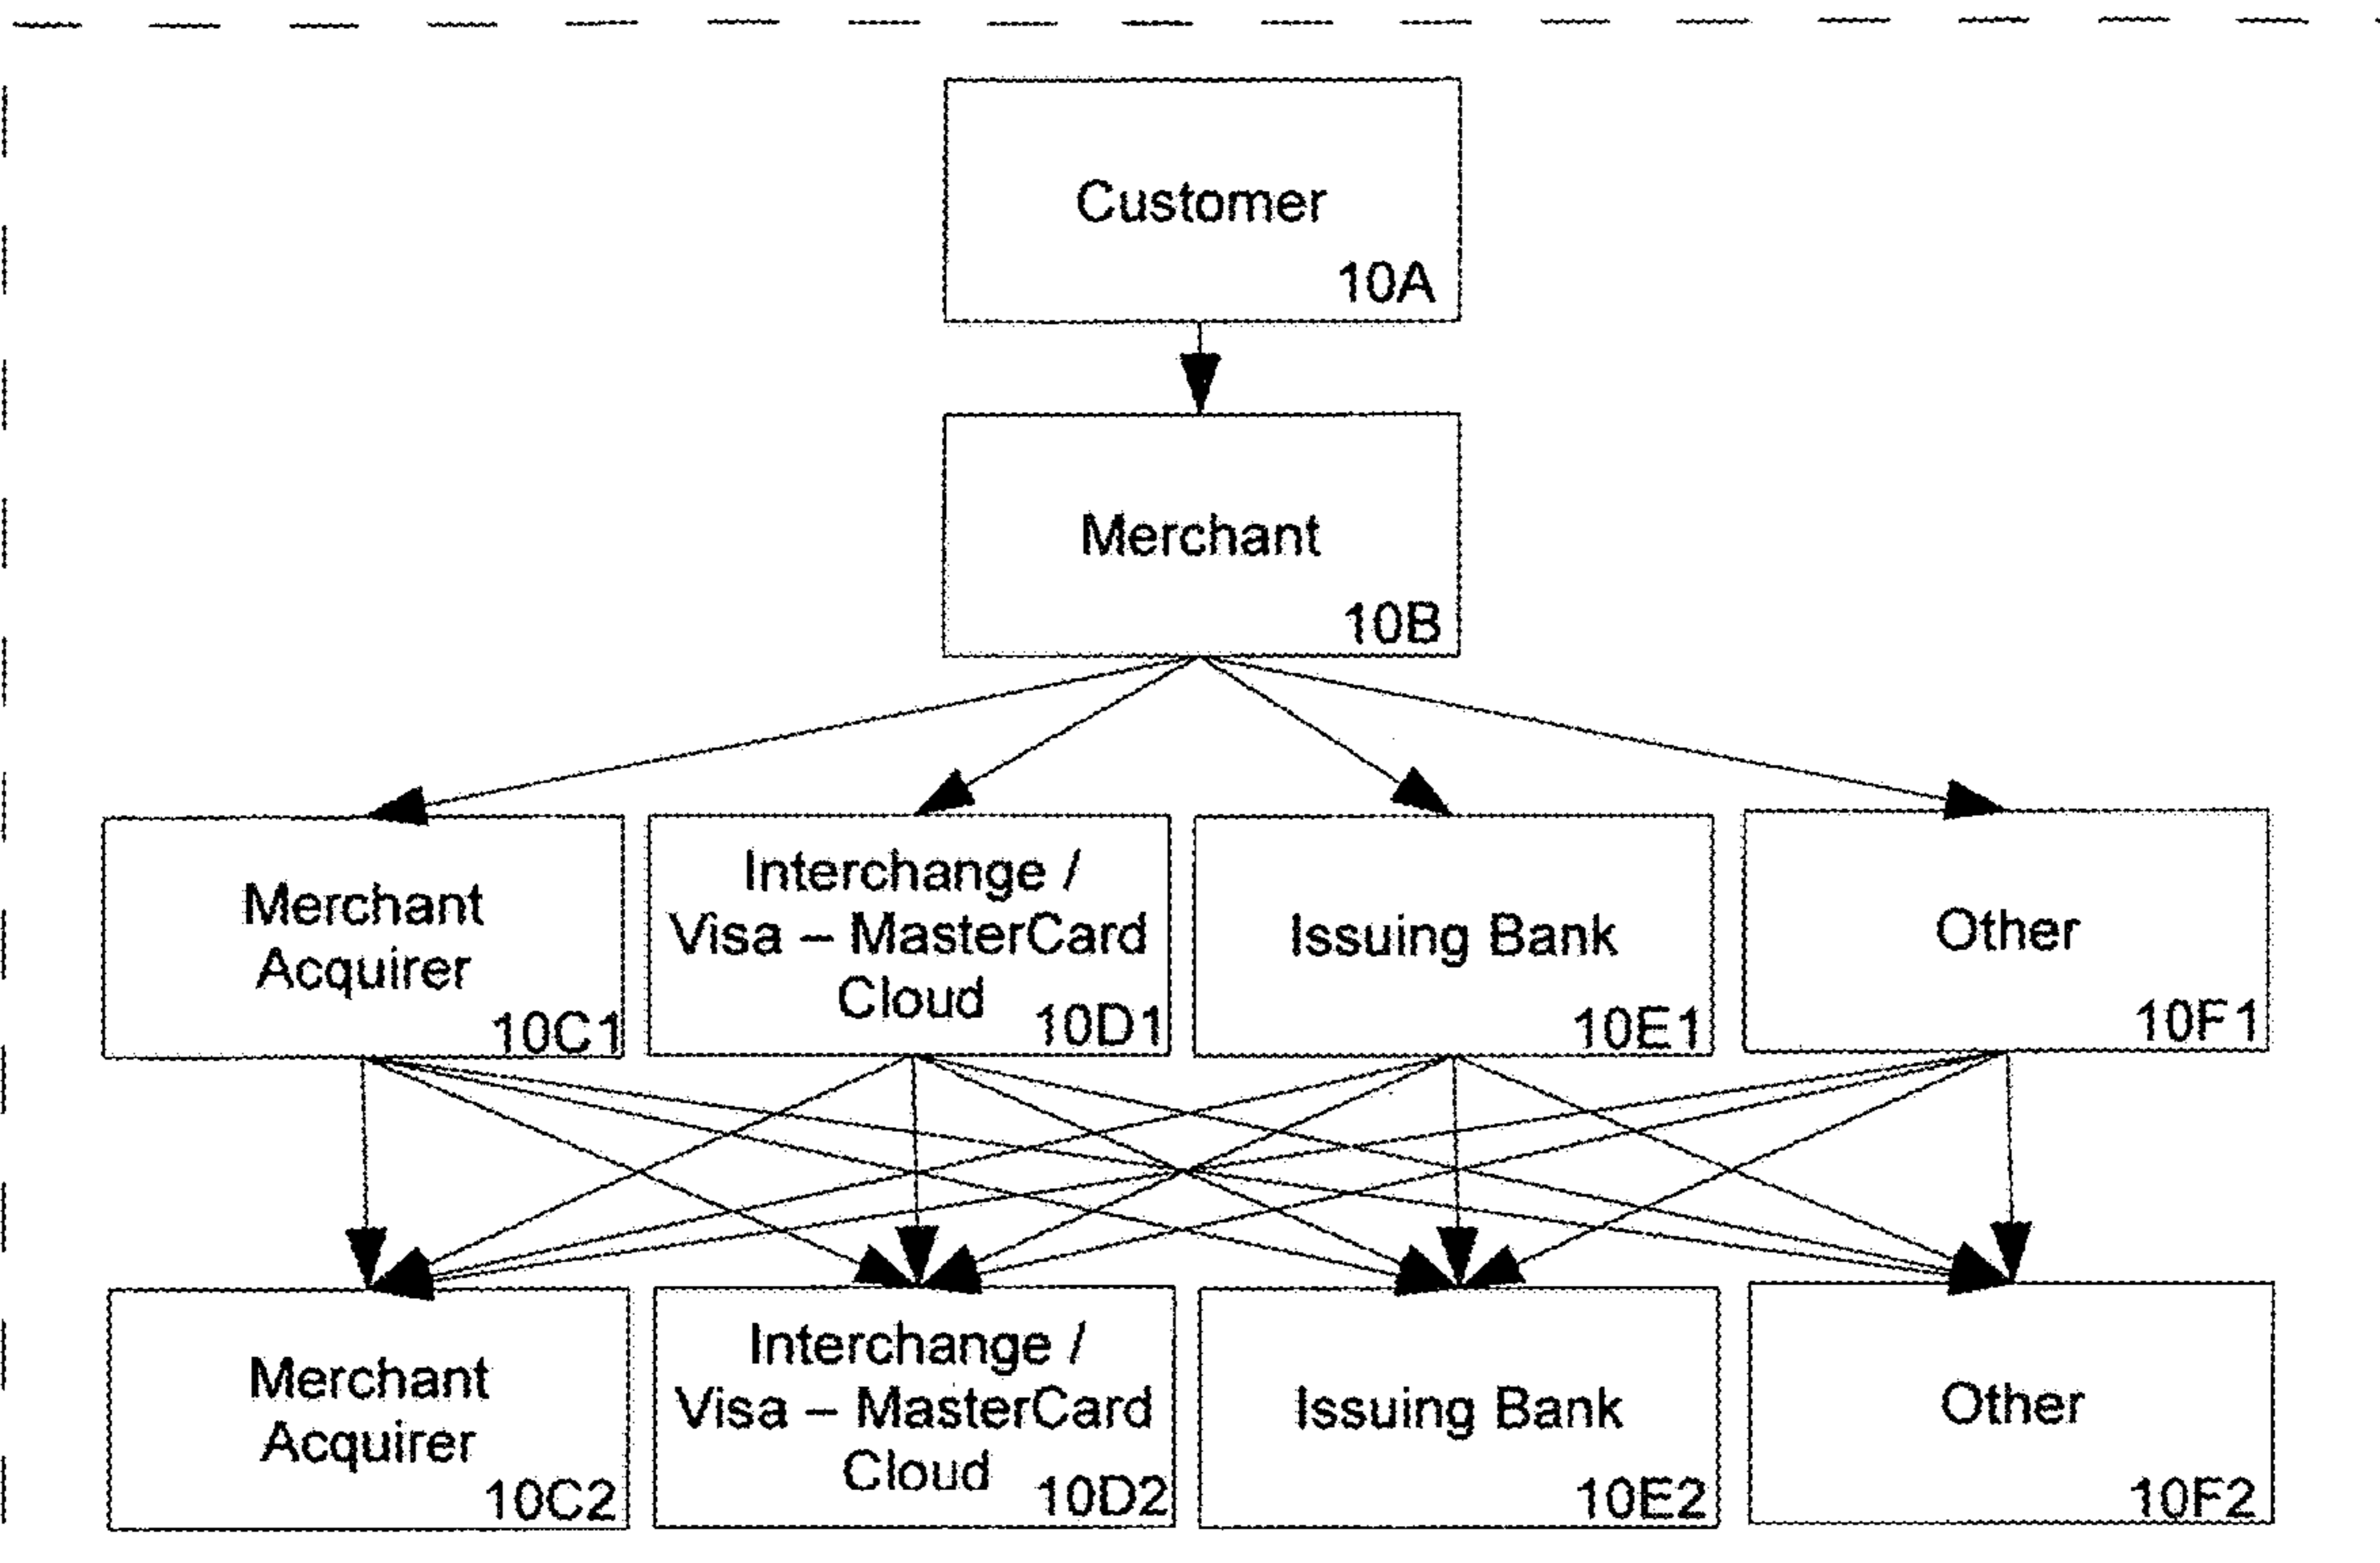 Customer
10A
Merchant
10B
Merchant
Acquirer
10C1
Interchange /
Visa – MasterCard
Cloud
10D1
Issuing Bank
10E1
Other
10F1
Merchant
Acquirer
10C2
Interchange /
Visa – MasterCard
Cloud
10D2
Issuing Bank
10E2
Other
10F2